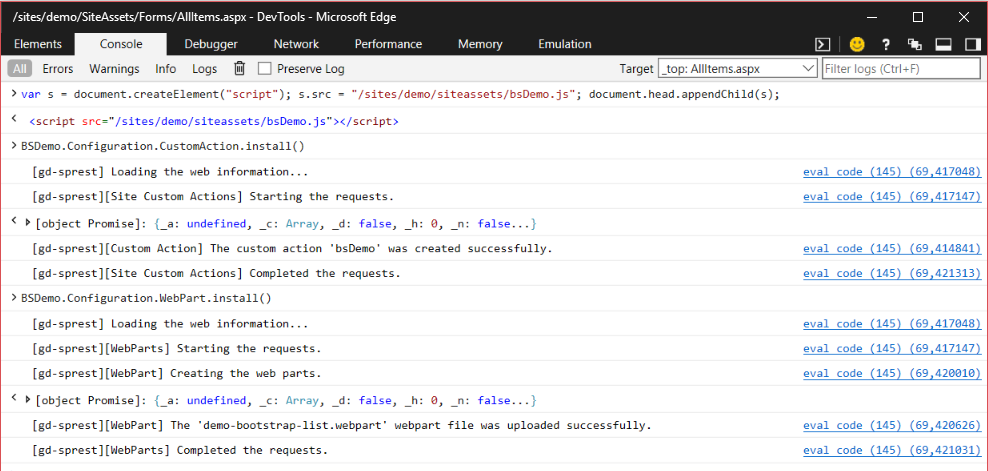 /sites/demo/SiteAssets/Forms/AllItems.aspx - DevTools - Microsoft Edge
Elements Console Debugger Network Performance Memory Emulation
All Errors Warnings Info Logs Preserve Log Target _top: AllItems.aspx Filter logs (Ctrl+F)
var s = document.createElement("script"); s.src = "/sites/demo/siteassets/bsDemo.js"; document.head.appendChild(s);
<script src="/sites/demo/siteassets/bsDemo.js"></script>
BSDemo.Configuration.CustomAction.install()
[gd-sprest] Loading the web information... eval code (145) (69,417048)
[gd-sprest][Site Custom Actions] Starting the requests. eval code (145) (69,417147)
[object Promise]: {_a: undefined, _c: Array, _d: false, _h: 0, _n: false...}
[gd-sprest][Custom Action] The custom action 'bsDemo' was created successfully. eval code (145) (69,414841)
[gd-sprest][Site Custom Actions] Completed the requests. eval code (145) (69,421313)
BSDemo.Configuration.WebPart.install()
[gd-sprest] Loading the web information... eval code (145) (69,417048)
[gd-sprest][WebParts] Starting the requests. eval code (145) (69,417147)
[gd-sprest][WebPart] Creating the web parts. eval code (145) (69,420010)
[object Promise]: {_a: undefined, _c: Array, _d: false, _h: 0, _n: false...}
[gd-sprest][WebPart] The 'demo-bootstrap-list.webpart' webpart file was uploaded successfully. eval code (145) (69,420626)
[gd-sprest][WebParts] Completed the requests. eval code (145) (69,421031)